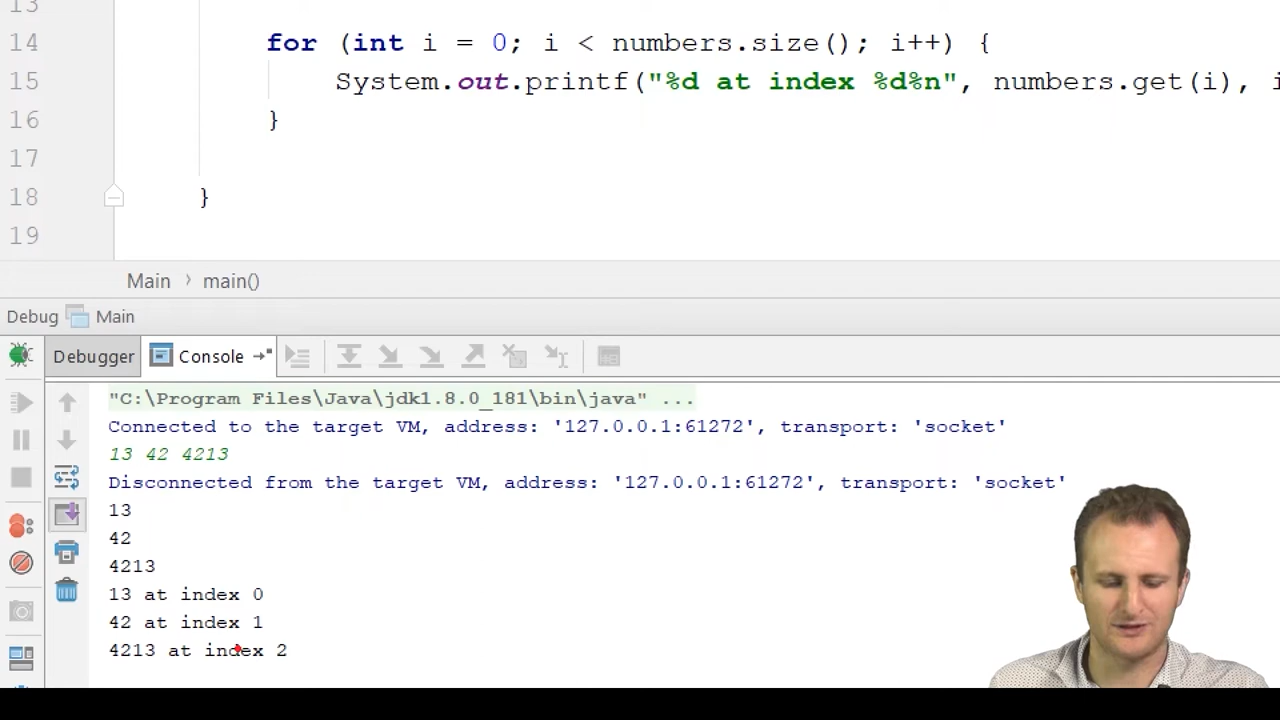 13
14 for (int i = 0; i < numbers.size(); i++) {
15 System.out.printf("%d at index %d%n", numbers.get(i), i
16 }
17
18 }
19
Main › main()
Debug Main
Debugger Console
"C:\Program Files\Java\jdk1.8.0_181\bin\java" ...
Connected to the target VM, address: '127.0.0.1:61272', transport: 'socket'
13 42 4213
Disconnected from the target VM, address: '127.0.0.1:61272', transport: 'socket'
13
42
4213
13 at index 0
42 at index 1
4213 at index 2